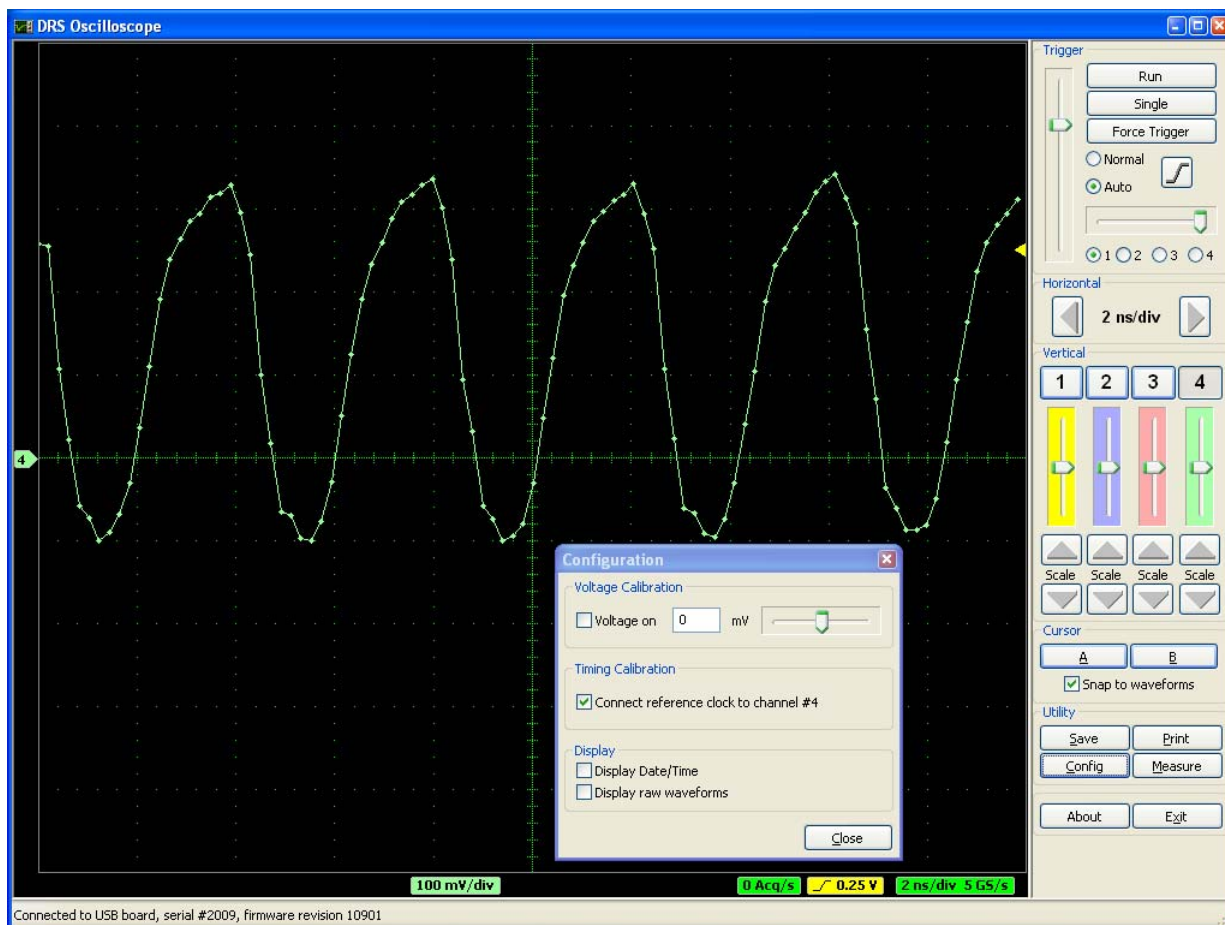 DRS Oscilloscope
Trigger
Run
Single
Force Trigger
Normal
Auto
1 2 3 4
Horizontal
2 ns/div
Vertical
1 2 3 4
4
Scale Scale Scale Scale
Configuration
Voltage Calibration
Voltage on 0 mV
Timing Calibration
Connect reference clock to channel #4
Display
Display Date/Time
Display raw waveforms
Close
Cursor
A B
Snap to waveforms
Utility
Save Print
Config Measure
About Exit
100 mV/div 0 Acq/s 0.25 V 2 ns/div 5 GS/s
Connected to USB board, serial #2009, firmware revision 10901